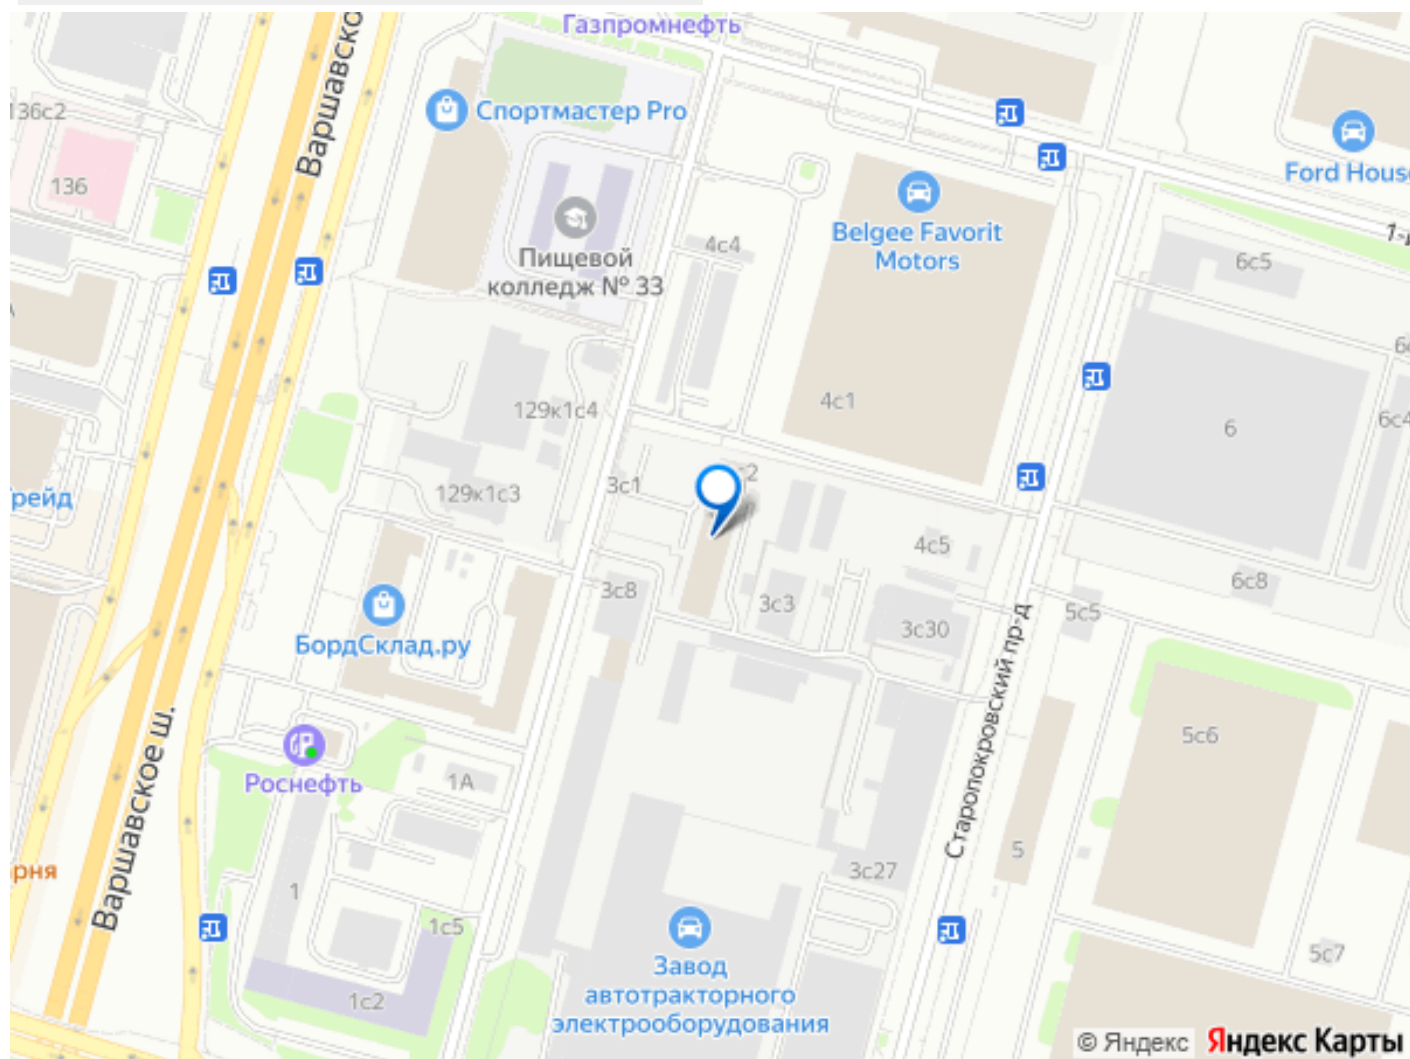 Газпромнефть
Варшавско
Спортмастер Pro
136с2
136
Ford Hous
Belgee Favorit
Motors
1-
4с4
Пищевой
колледж № 33
6с5
4с1
129к1с4
6
6с4
рейд
129к1с3
3с1
4с5
6с8
3с8
3с3
5с5
3с30
БордСклад.ру
Старопокровский пр-д
Варшавское ш.
5с6
Роснефть
1А
5
3с27
рня
1
1с5
5с7
Завод
автотракторного
электрооборудования
1с2
© Яндекс Яндекс Карты